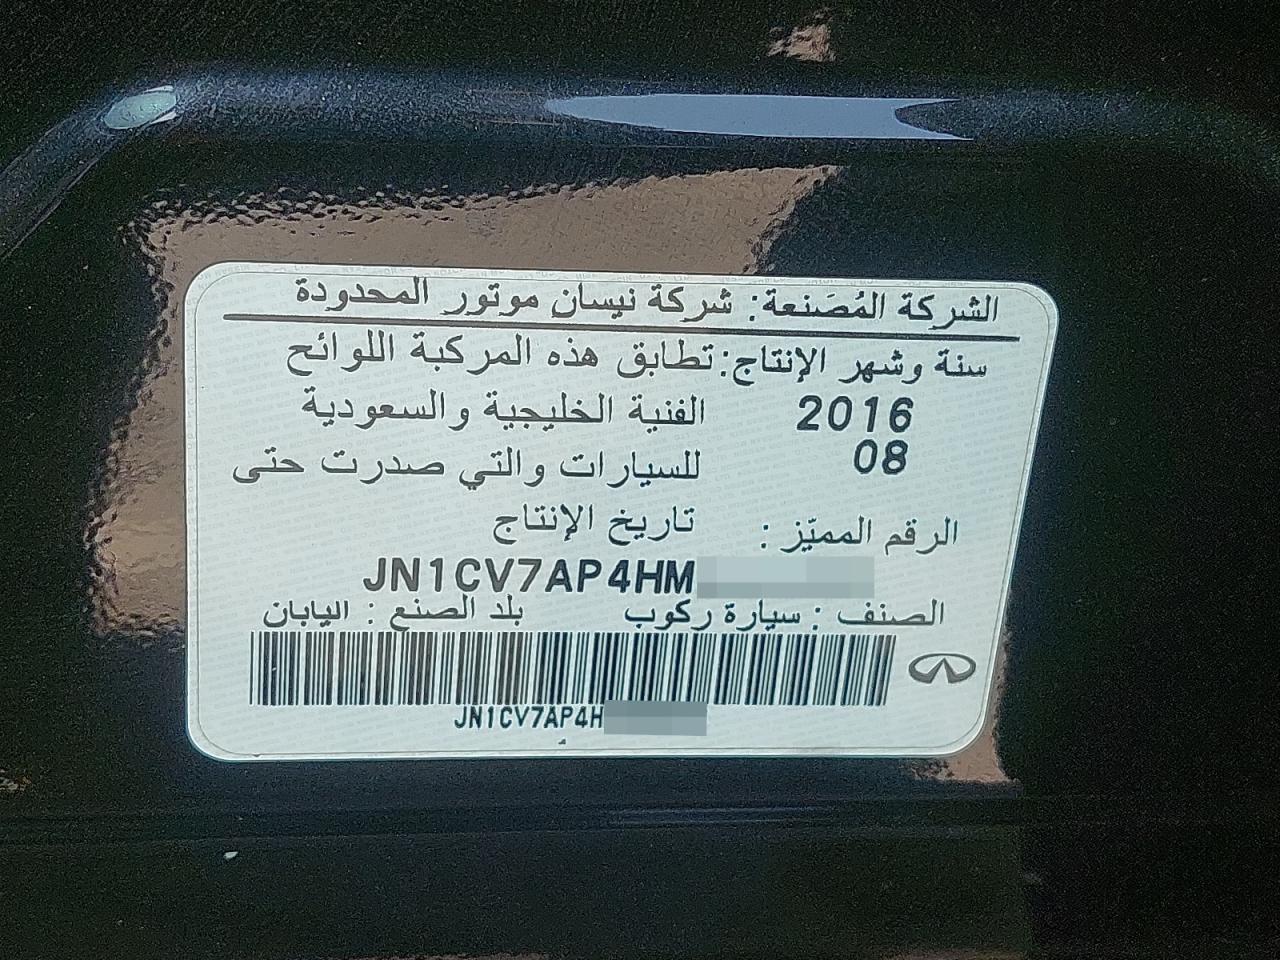 الشركة المُصَنعة: شركة نيسان موتور المحدودة
سنة وشهر الإنتاج: تطابق هذه المركبة اللوائح
2016 الفنية الخليجية والسعودية
08 للسيارات والتي صدرت حتى
تاريخ الإنتاج
الرقم المميّز :
JN1CV7AP4HM
الصنف : سيارة ركوب بلد الصنع : اليابان
JN1CV7AP4H